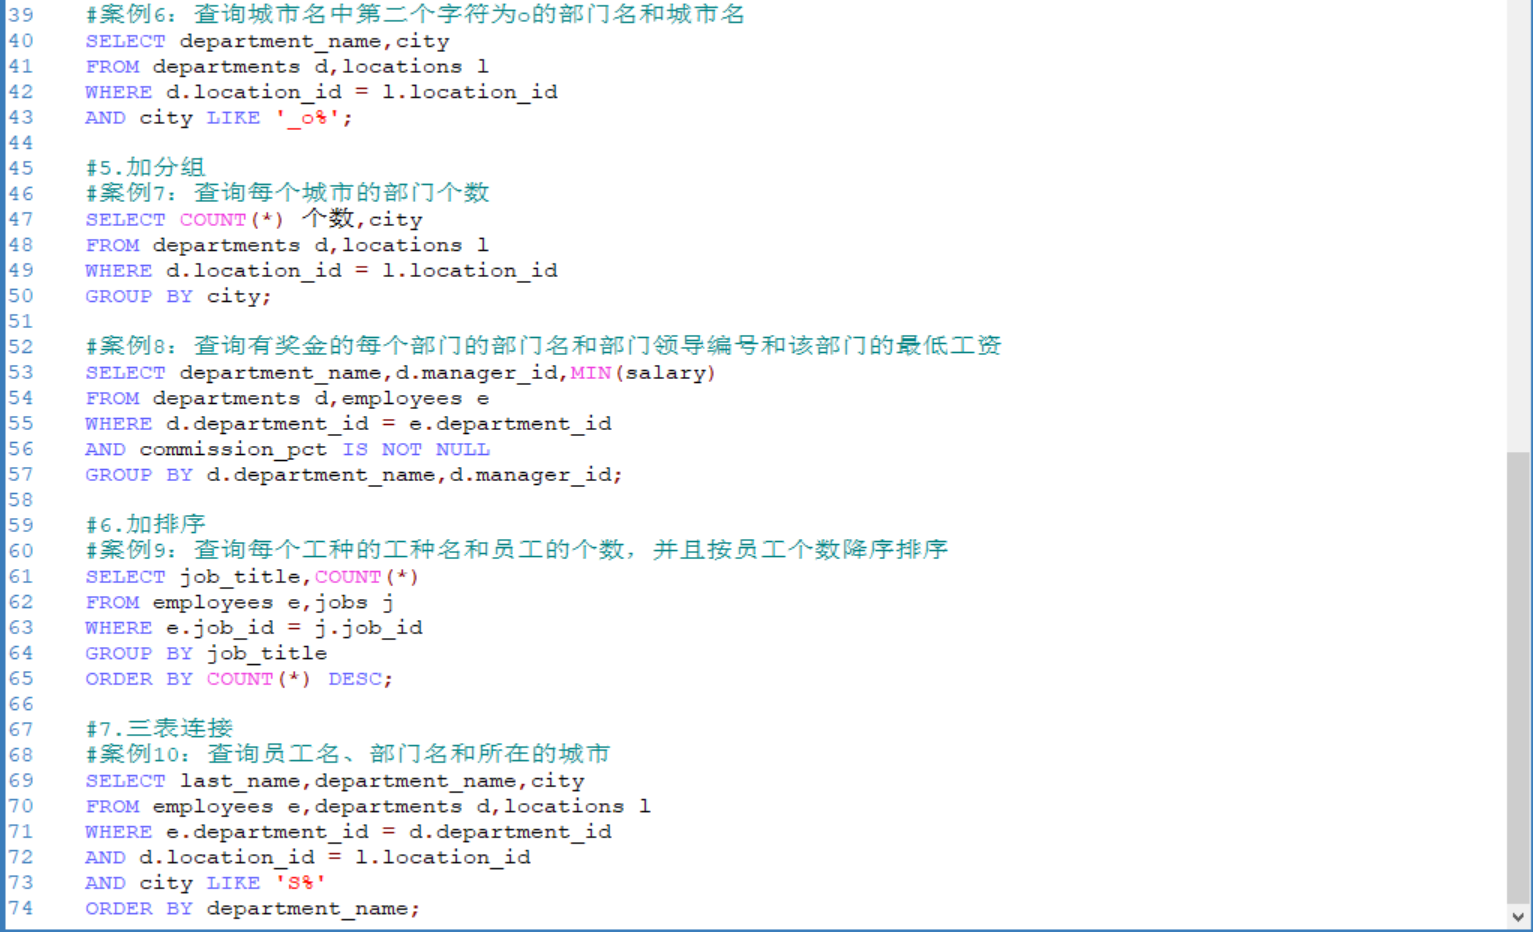 39 #案例6：查询城市名中第二个字符为o的部门名和城市名
40 SELECT department_name,city
41 FROM departments d,locations l
42 WHERE d.location_id = l.location_id
43 AND city LIKE '_o%';
44
45 #5.加分组
46 #案例7：查询每个城市的部门个数
47 SELECT COUNT(*) 个数,city
48 FROM departments d,locations l
49 WHERE d.location_id = l.location_id
50 GROUP BY city;
51
52 #案例8：查询有奖金的每个部门的部门名和部门领导编号和该部门的最低工资
53 SELECT department_name,d.manager_id,MIN(salary)
54 FROM departments d,employees e
55 WHERE d.department_id = e.department_id
56 AND commission_pct IS NOT NULL
57 GROUP BY d.department_name,d.manager_id;
58
59 #6.加排序
60 #案例9：查询每个工种的工种名和员工的个数，并且按员工个数降序排序
61 SELECT job_title,COUNT(*)
62 FROM employees e,jobs j
63 WHERE e.job_id = j.job_id
64 GROUP BY job_title
65 ORDER BY COUNT(*) DESC;
66
67 #7.三表连接
68 #案例10：查询员工名、部门名和所在的城市
69 SELECT last_name,department_name,city
70 FROM employees e,departments d,locations l
71 WHERE e.department_id = d.department_id
72 AND d.location_id = l.location_id
73 AND city LIKE 'S%'
74 ORDER BY department_name;